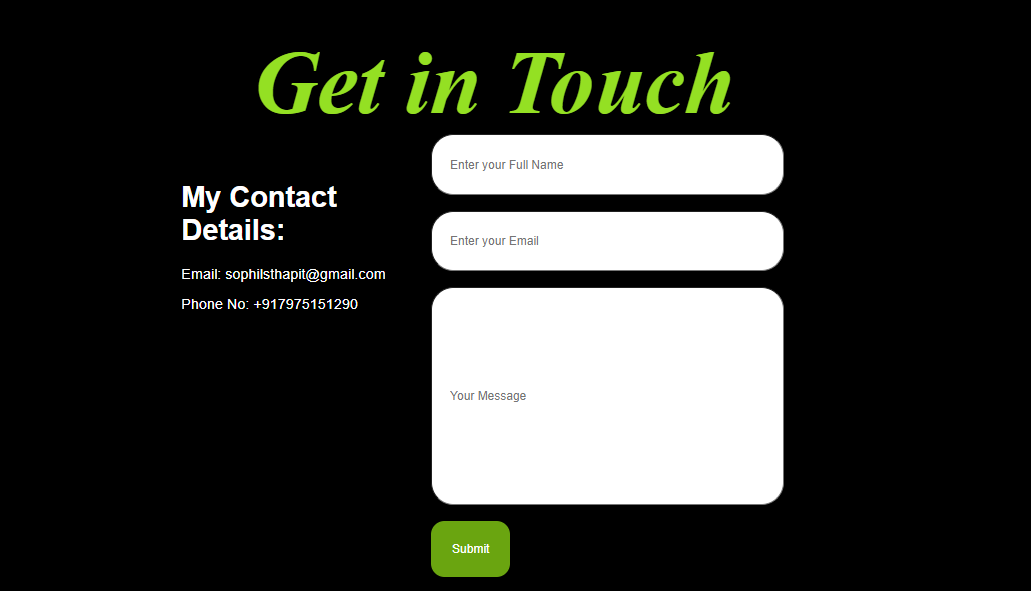 Get in Touch
My Contact
Details:
Email: sophilsthapit@gmail.com
Phone No: +917975151290
Enter your Full Name
Enter your Email
Your Message
Submit